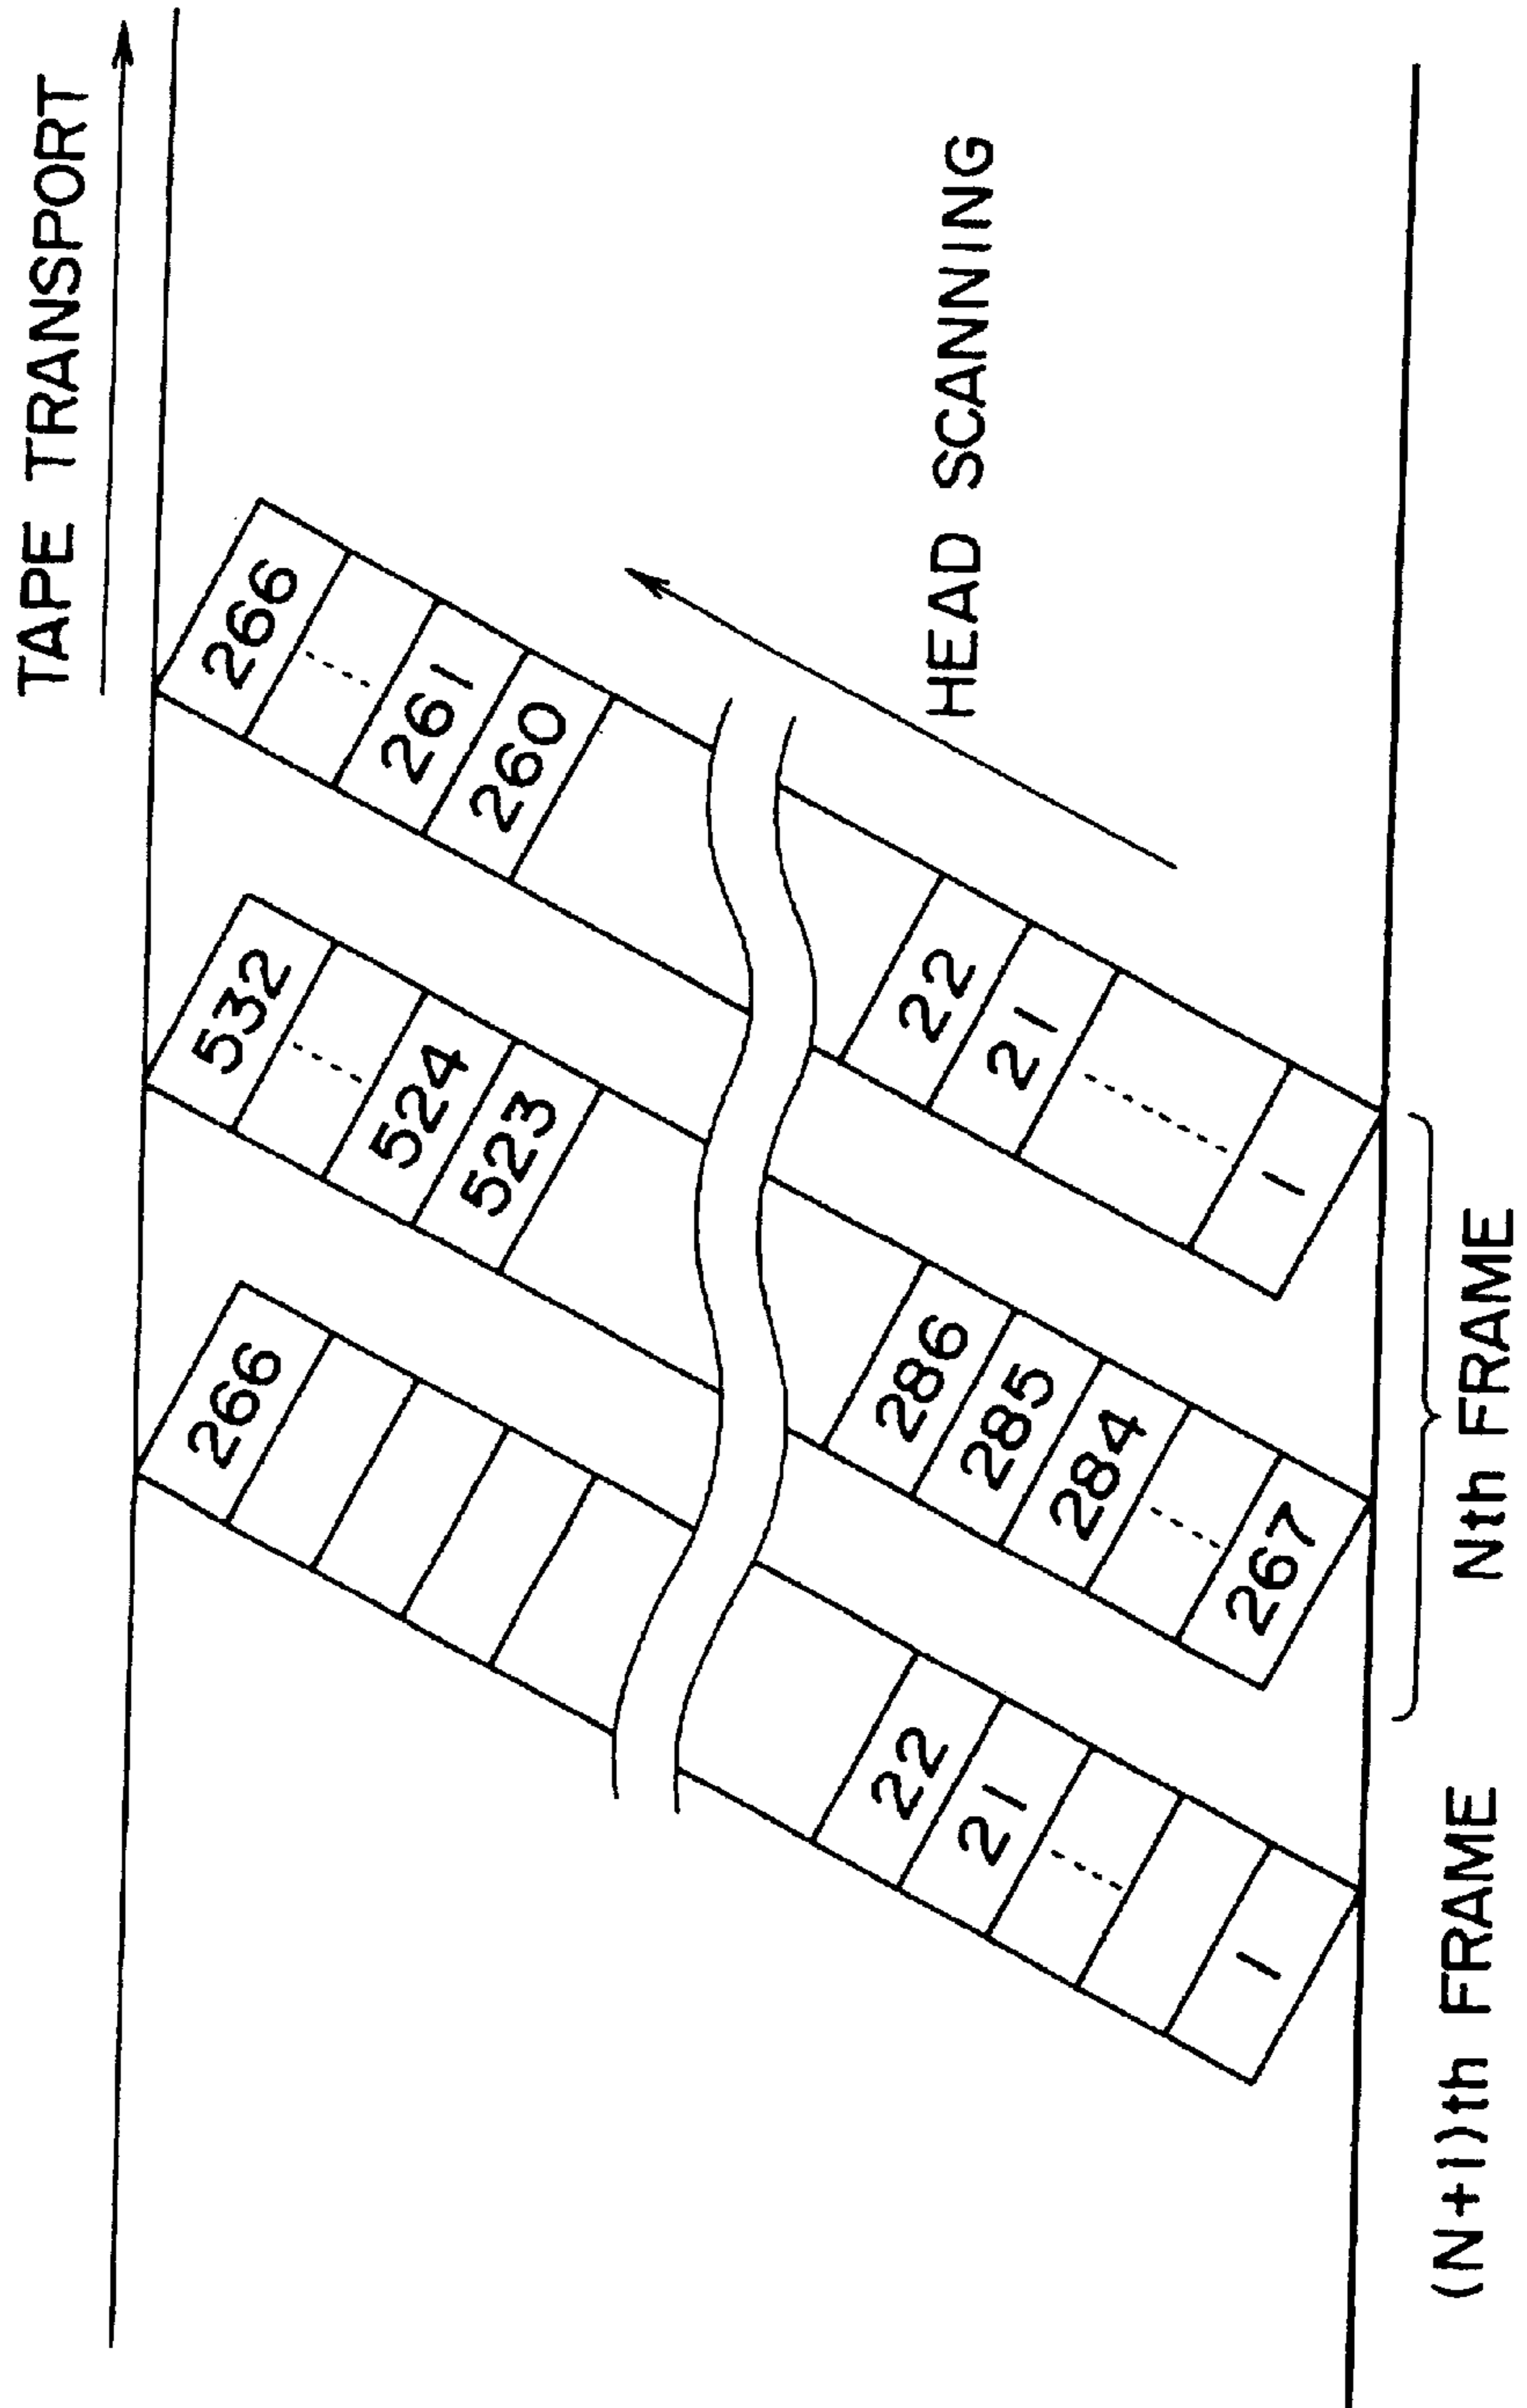 TAPE TRANSPORT
266 532 266
524 261
523 260
22 286 22 HEAD SCANNING
21 285 21
284
1 267 1
(N+1)th FRAME Nth FRAME